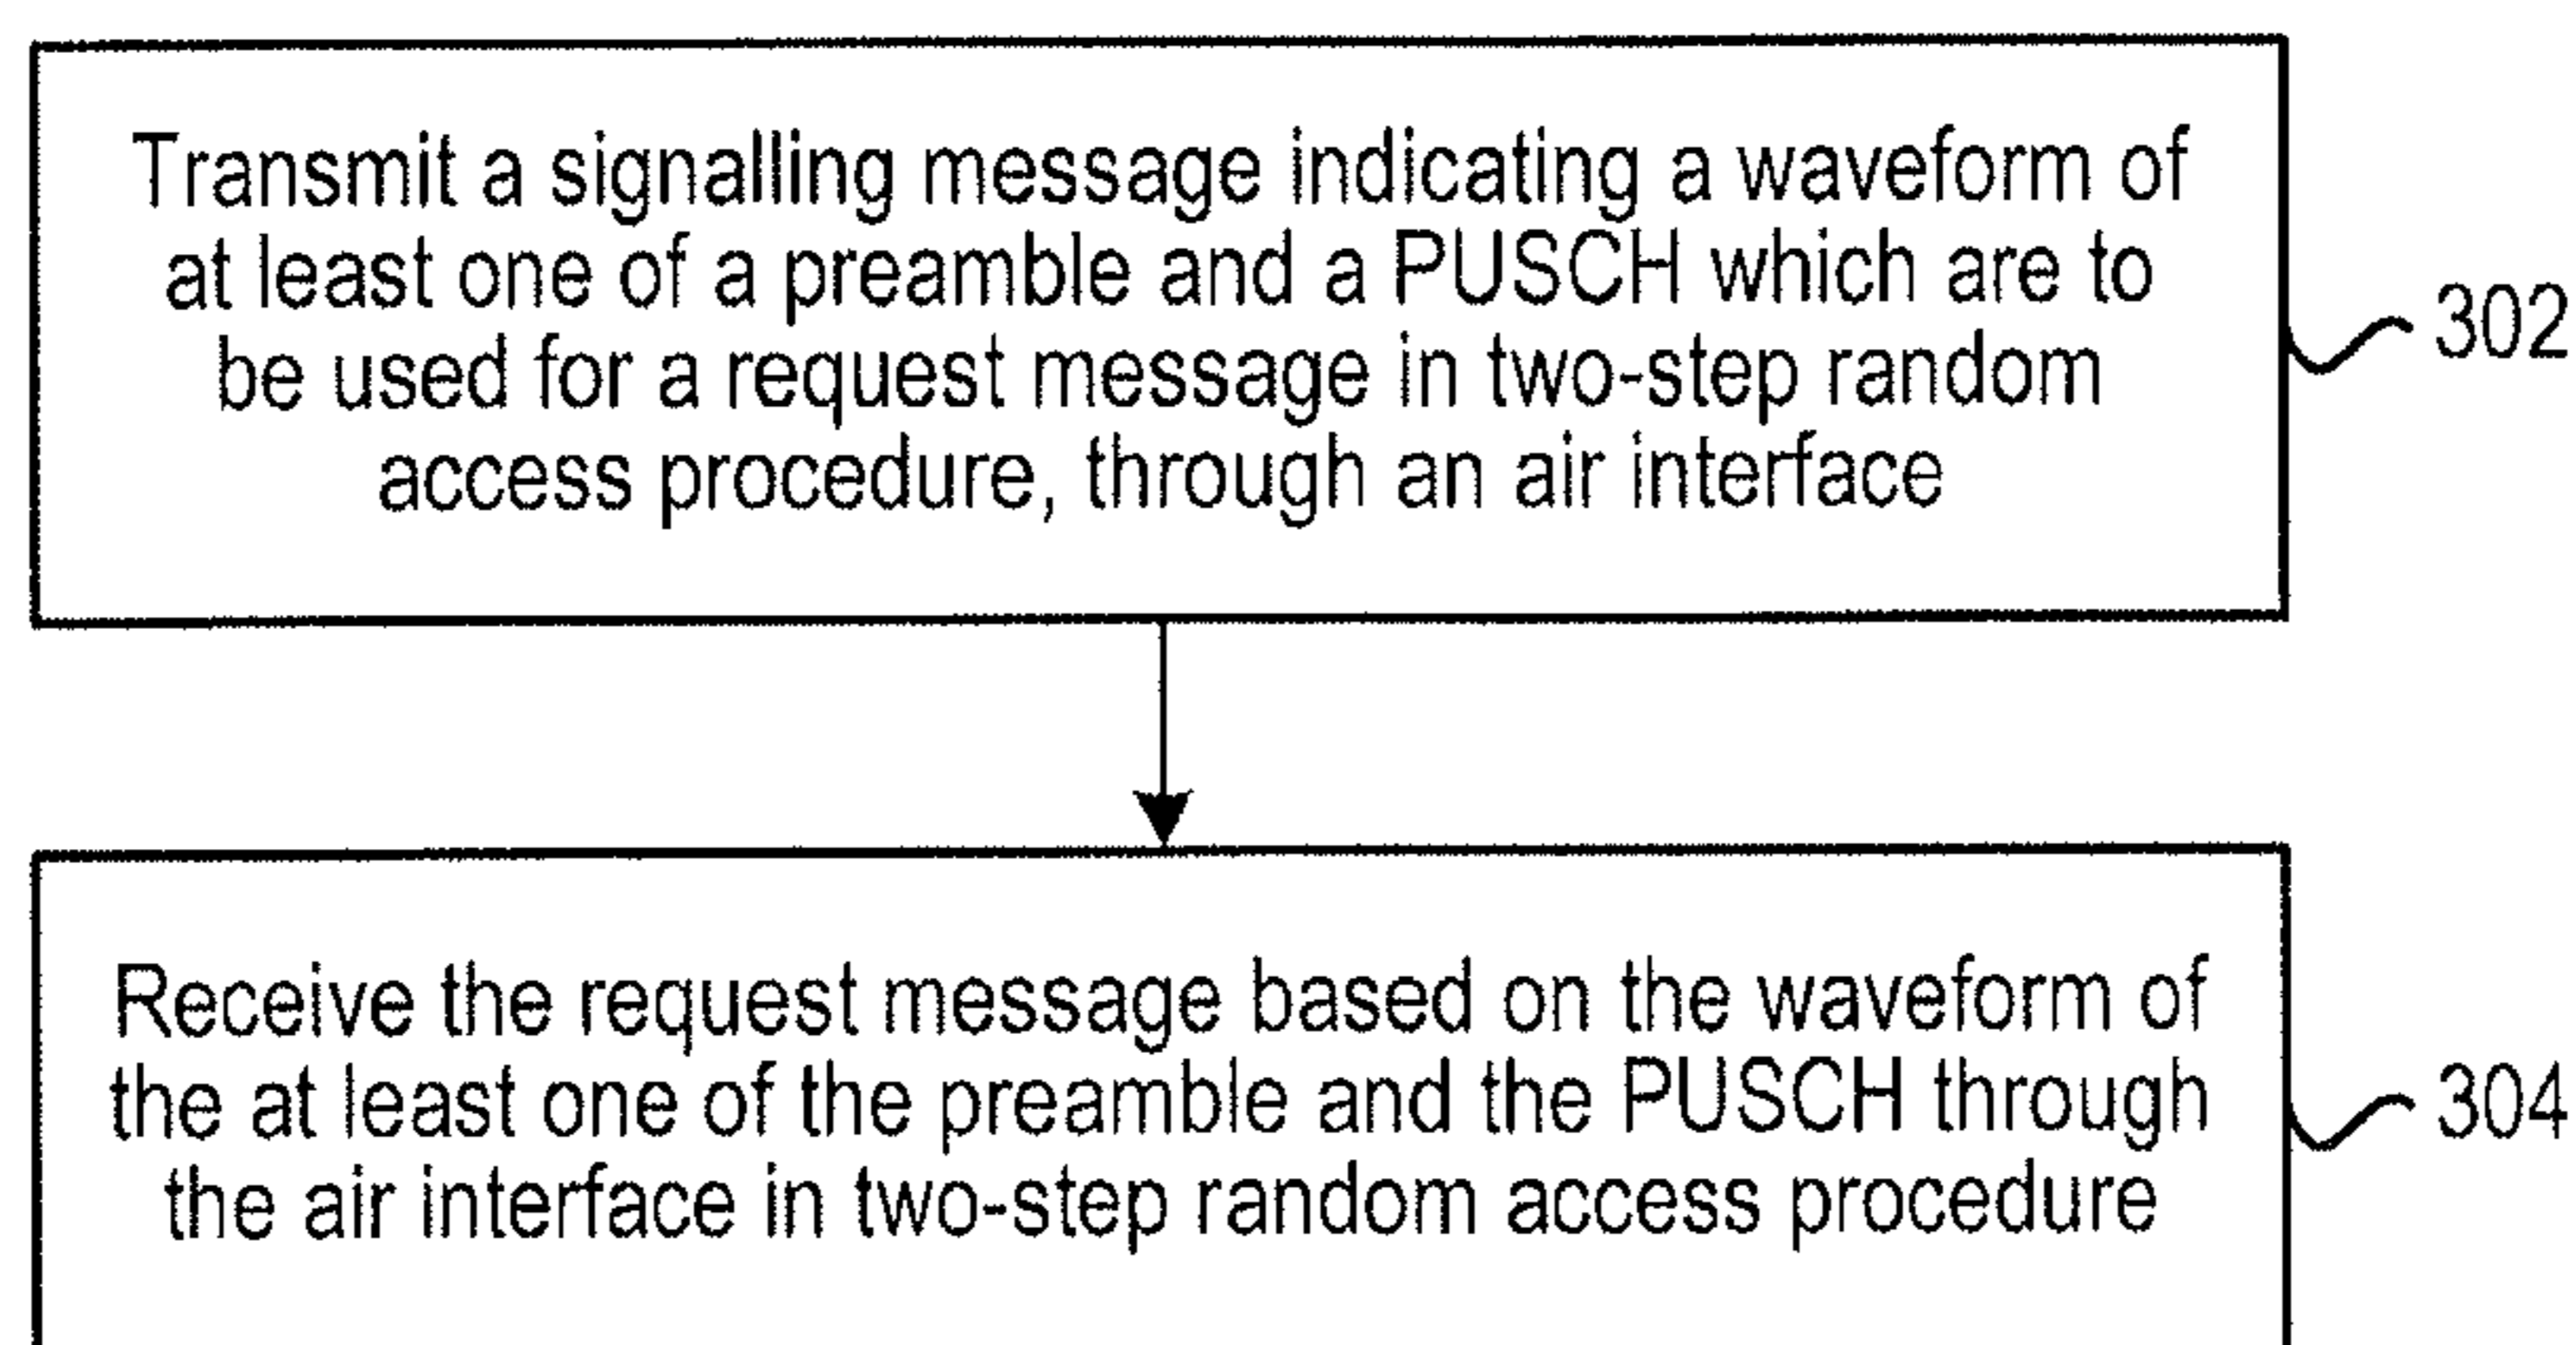 Transmit a signalling message indicating a waveform of
at least one of a preamble and a PUSCH which are to
be used for a request message in two-step random
access procedure, through an air interface
302
Receive the request message based on the waveform of
the at least one of the preamble and the PUSCH through
the air interface in two-step random access procedure
304